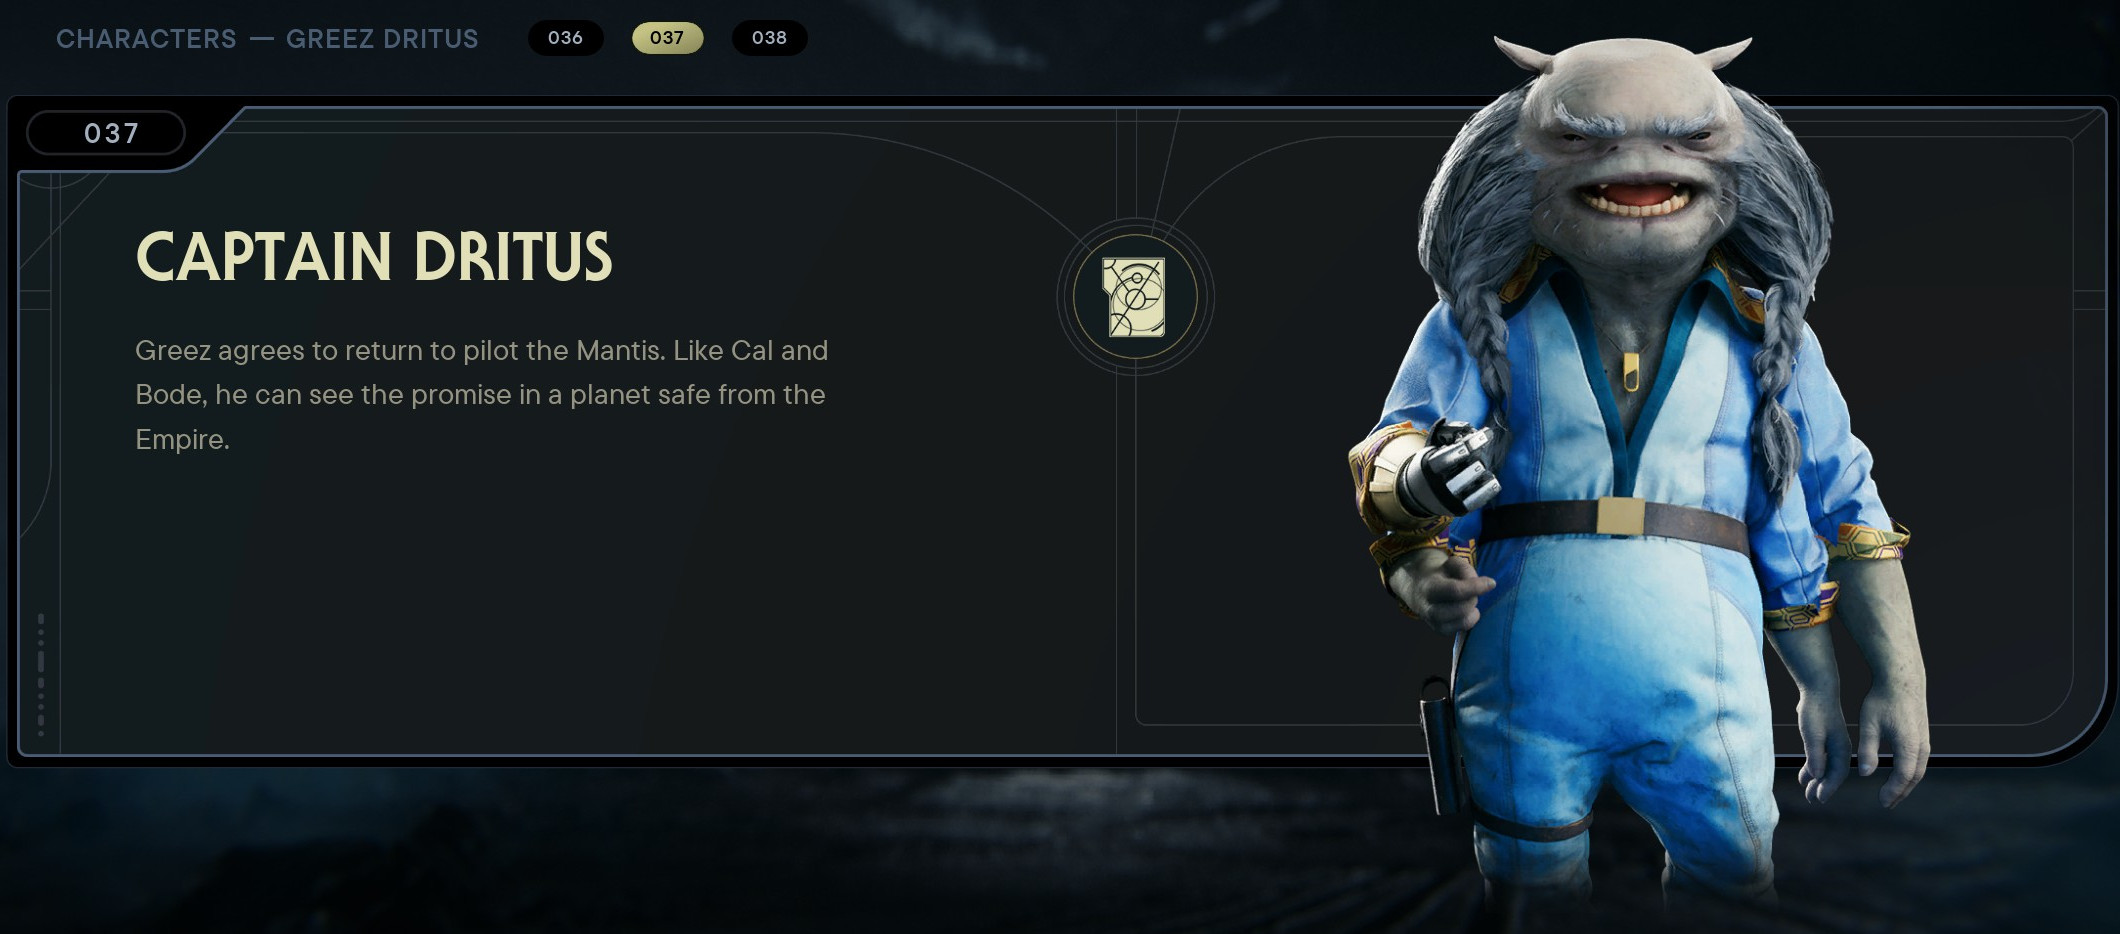 CHARACTERS — GREEZ DRITUS 036 037 038
037
CAPTAIN DRITUS
Greez agrees to return to pilot the Mantis. Like Cal and
Bode, he can see the promise in a planet safe from the
Empire.